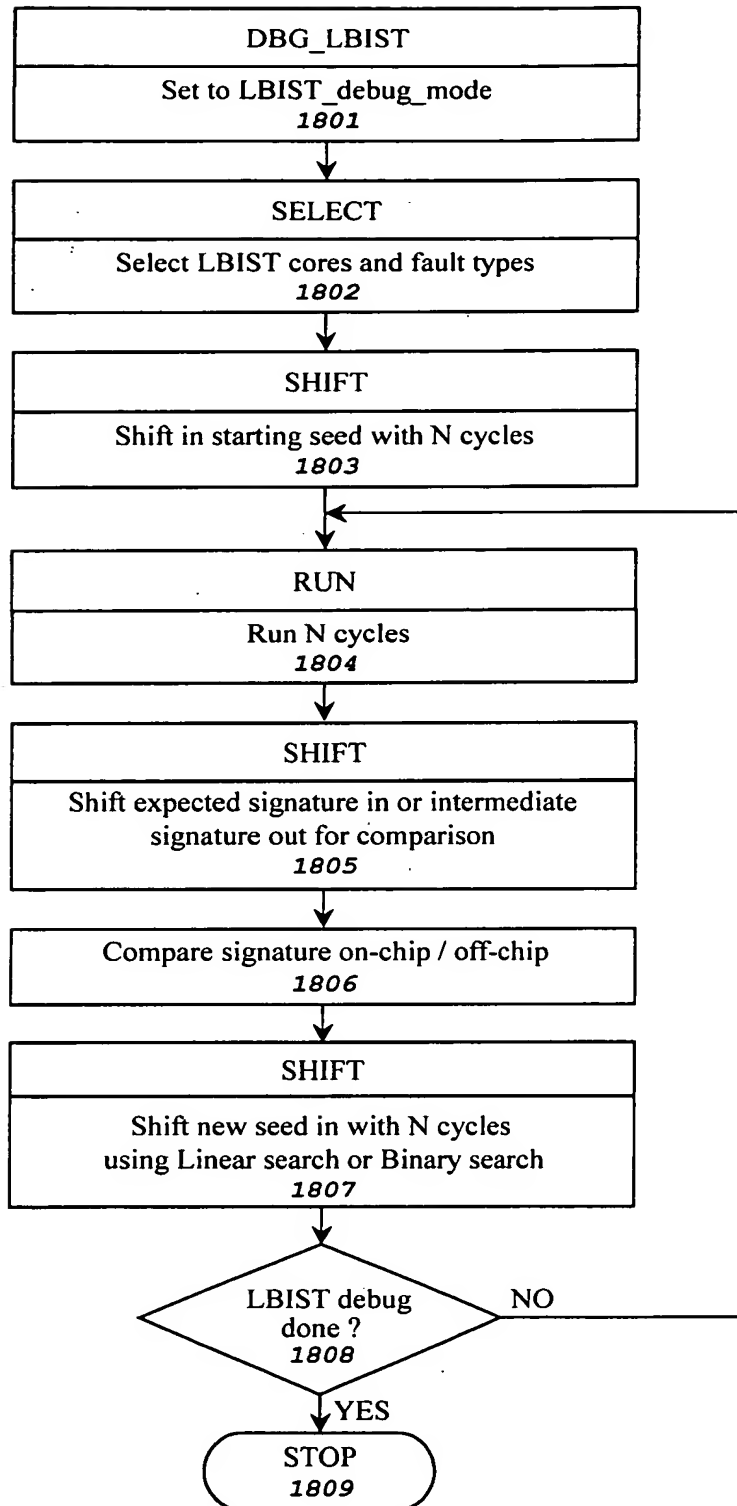 DBG_LBIST
Set to LBIST_debug_mode
1801
SELECT
Select LBIST cores and fault types
1802
SHIFT
Shift in starting seed with N cycles
1803
RUN
Run N cycles
1804
SHIFT
Shift expected signature in or intermediate
signature out for comparison
1805
Compare signature on-chip / off-chip
1806
SHIFT
Shift new seed in with N cycles
using Linear search or Binary search
1807
LBIST debug
done ?
1808
NO
YES
STOP
1809